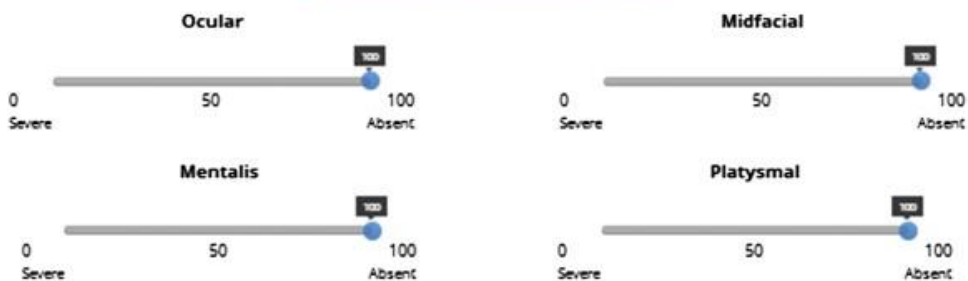 Ocular Midfacial
100 100
0 50 100 0 50 100
Severe Absent Severe Absent
Mentalis Platysmal
100 100
0 50 100 0 50 100
Severe Absent Severe Absent